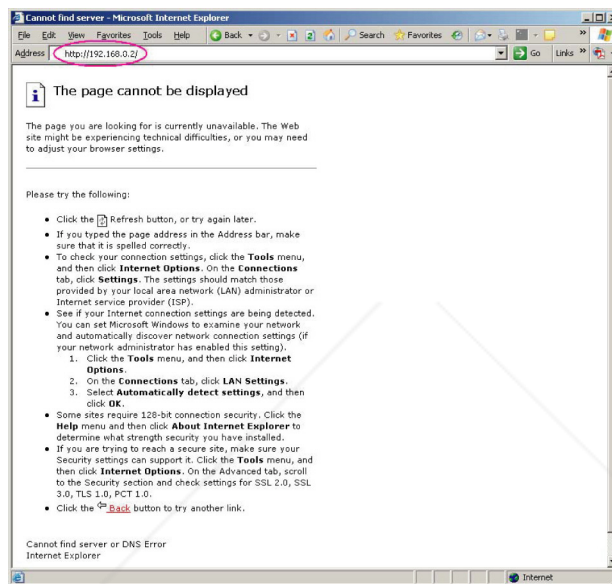 Cannot find server - Microsoft Internet Explorer
File Edit View Favorites Tools Help Back Search Favorites
Address http://192.168.0.2/ Go Links »
The page cannot be displayed
The page you are looking for is currently unavailable. The Web
site might be experiencing technical difficulties, or you may need
to adjust your browser settings.
Please try the following:
• Click the Refresh button, or try again later.
• If you typed the page address in the Address bar, make
sure that it is spelled correctly.
• To check your connection settings, click the Tools menu,
and then click Internet Options. On the Connections
tab, click Settings. The settings should match those
provided by your local area network (LAN) administrator or
Internet service provider (ISP).
• See if your Internet connection settings are being detected.
You can set Microsoft Windows to examine your network
and automatically discover network connection settings (if
your network administrator has enabled this setting).
1. Click the Tools menu, and then click Internet
Options.
2. On the Connections tab, click LAN Settings.
3. Select Automatically detect settings, and then
click OK.
• Some sites require 128-bit connection security. Click the
Help menu and then click About Internet Explorer to
determine what strength security you have installed.
• If you are trying to reach a secure site, make sure your
Security settings can support it. Click the Tools menu, and
then click Internet Options. On the Advanced tab, scroll
to the Security section and check settings for SSL 2.0, SSL
3.0, TLS 1.0, PCT 1.0.
• Click the Back button to try another link.
Cannot find server or DNS Error
Internet Explorer
Internet